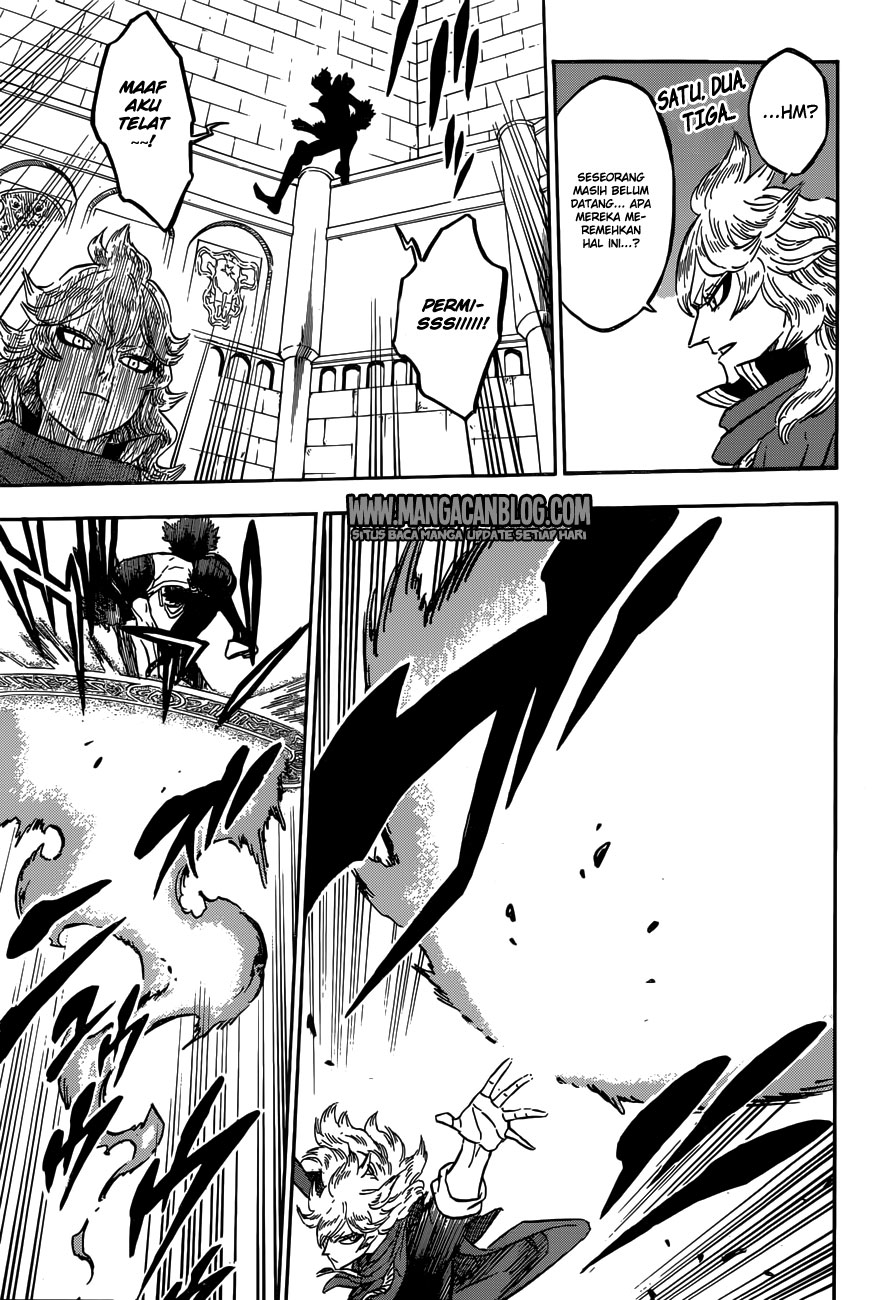 ...HM?
SATU, DUA,
TIGA...
SESEORANG
MASIH BELUM
DATANG... APA
MEREKA ME-
REMEHKAN
HAL INI...?
PERMI-
SSSIIIII!
MAAF
AKU
TELAT
~~!
WWW.MANGACANBLOG.COM
SITUS BACA MANGA UPDATE SETIAP HARI